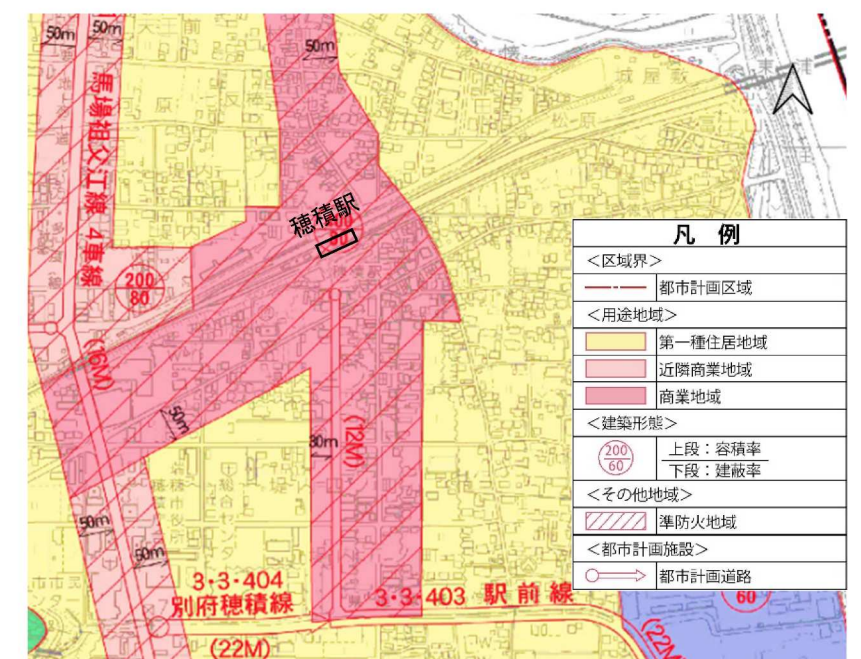 50m
50m
50m
馬場祖父江線 4車線
穂積駅
200
80
(16M)
50m
30m
(12M)
50m
50m
3・3・404
別府穂積線
(22M)
3・3・403 駅前線
60
(22M)
凡 例
<区域界>
都市計画区域
<用途地域>
第一種住居地域
近隣商業地域
商業地域
<建築形態>
200
60
上段:容積率
下段:建蔽率
<その他地域>
準防火地域
<都市計画施設>
都市計画道路